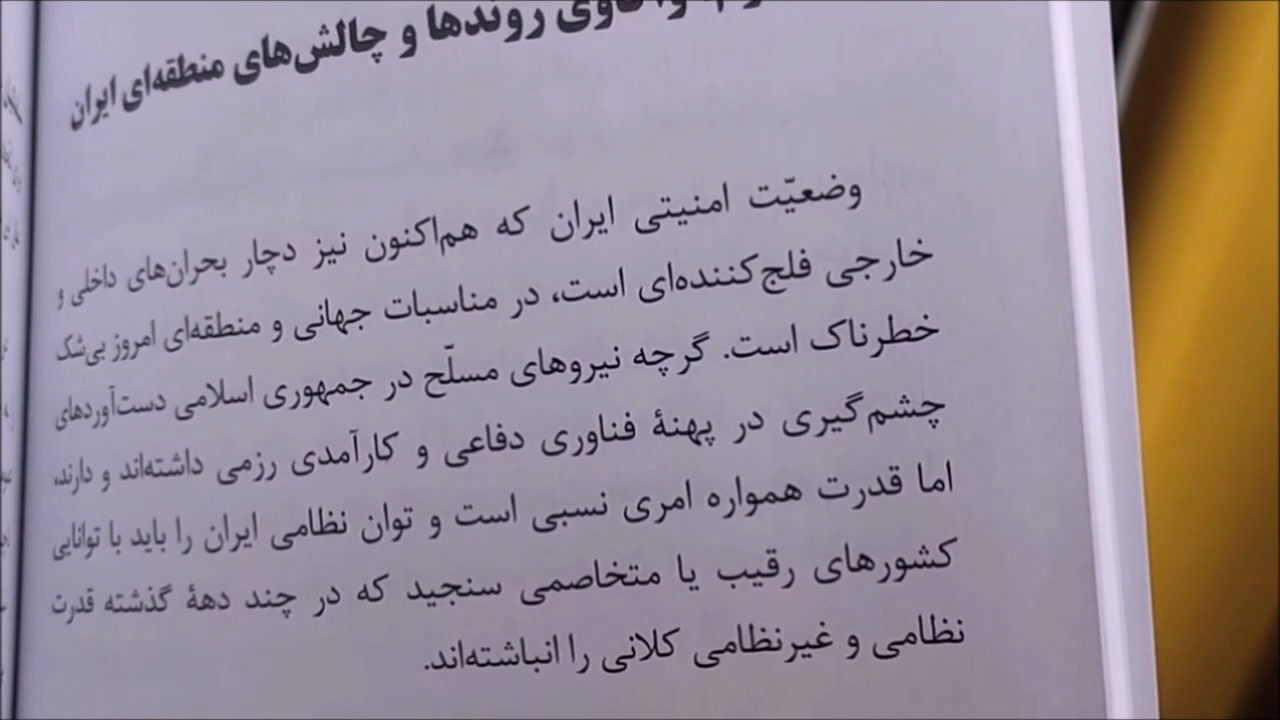 روندها و چالش‌های منطقه‌ای ایران
وضعیّت امنیتی ایران که هم‌اکنون نیز دچار بحران‌های داخلی و
خارجی فلج‌کننده‌ای است، در مناسبات جهانی و منطقه‌ای امروز بی‌شک
خطرناک است. گرچه نیروهای مسلّح در جمهوری اسلامی دست‌آوردهای
چشم‌گیری در پهنهٔ فناوری دفاعی و کارآمدی رزمی داشته‌اند و دارند،
اما قدرت همواره امری نسبی است و توان نظامی ایران را باید با توانایی
کشورهای رقیب یا متخاصمی سنجید که در چند دههٔ گذشته قدرت
نظامی و غیرنظامی کلانی را انباشته‌اند.